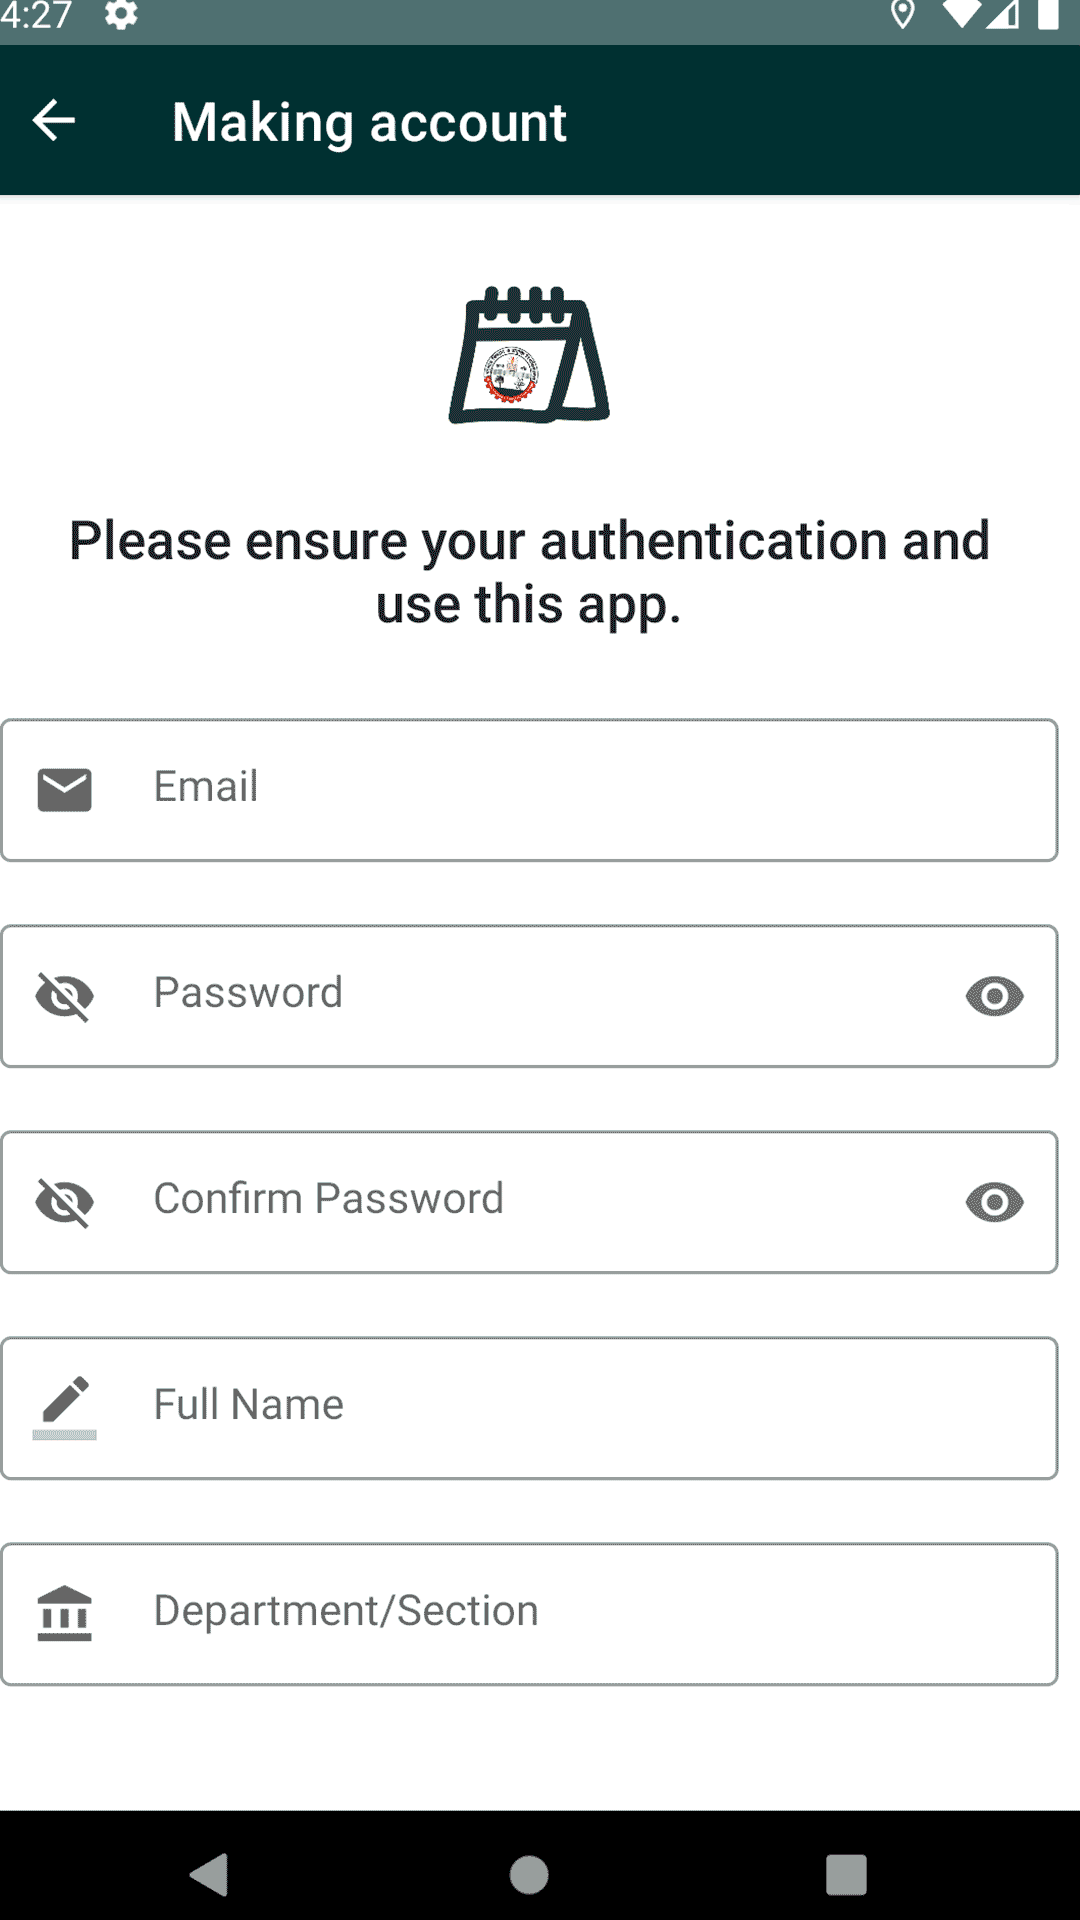 4:27
Making account
Please ensure your authentication and
use this app.
Email
Password
Confirm Password
Full Name
Department/Section